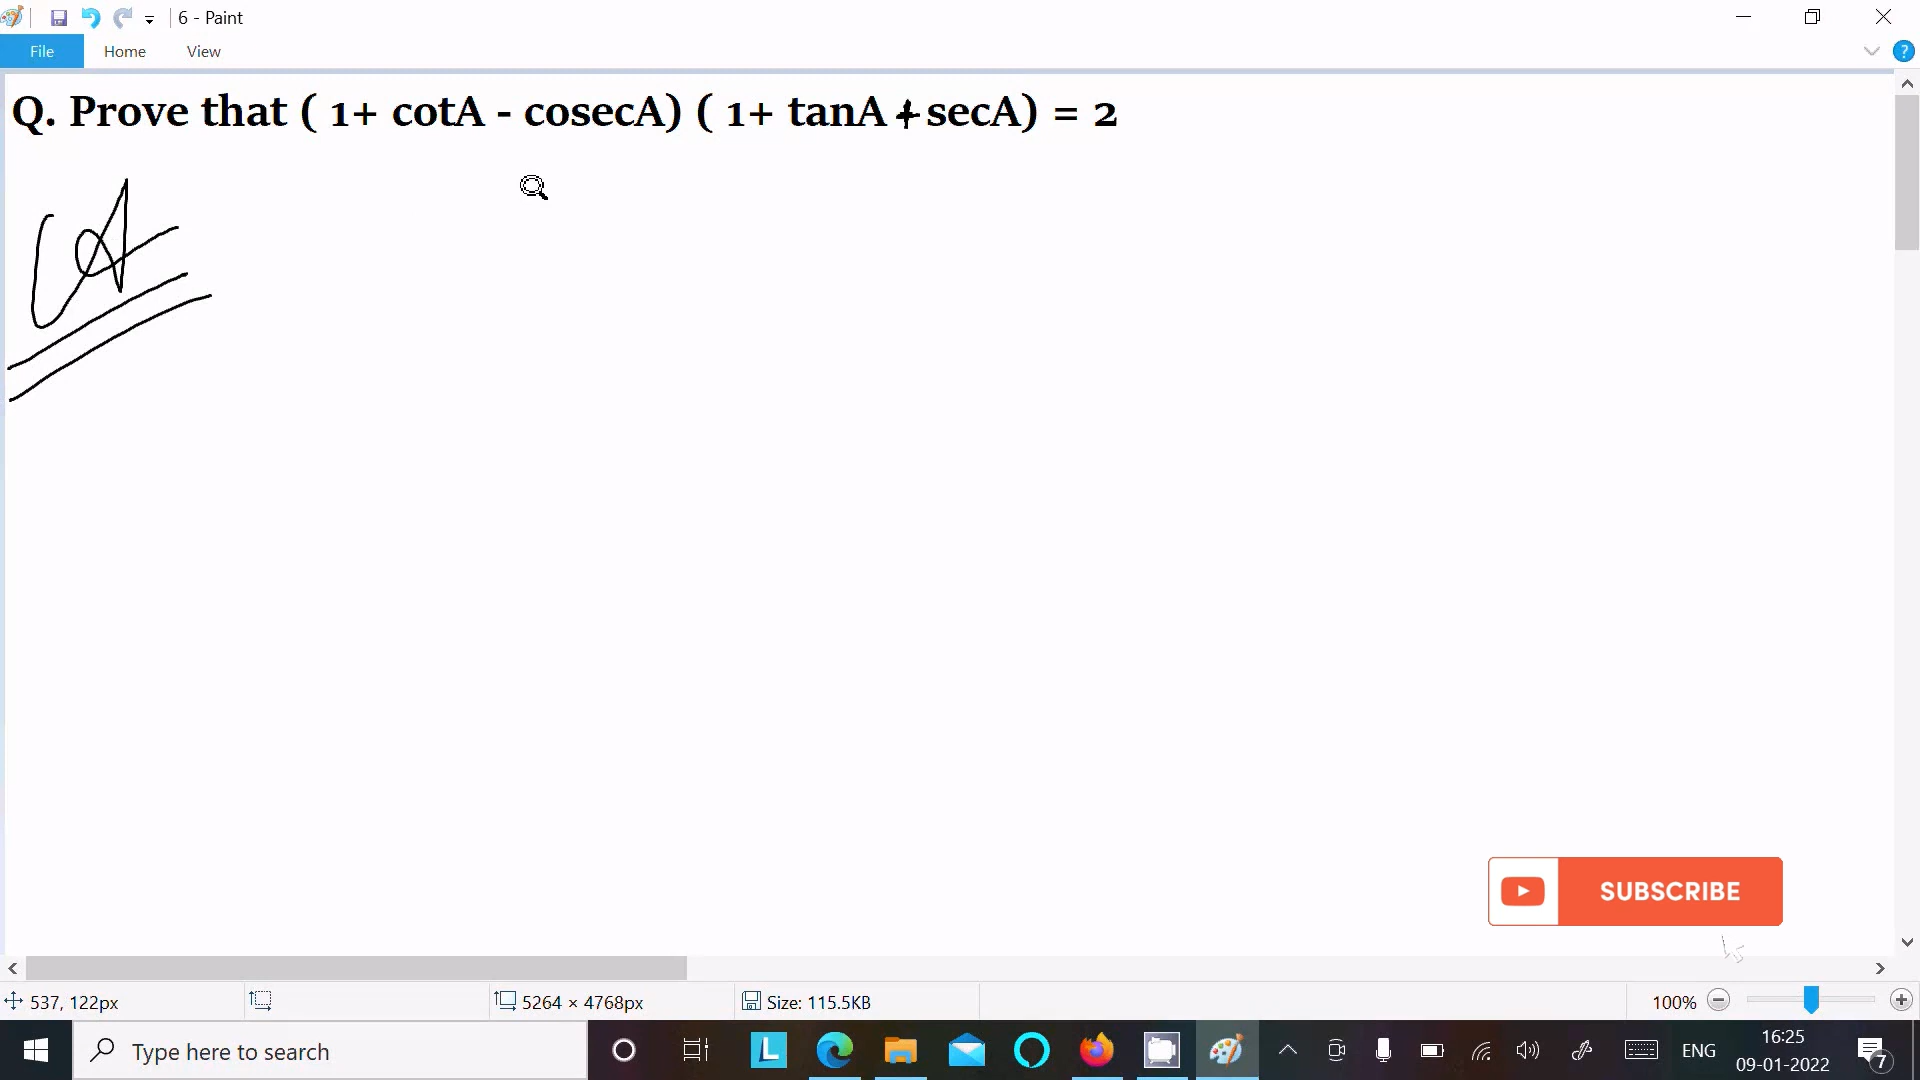 6 - Paint
File Home View
Q. Prove that ( 1+ cotA - cosecA) ( 1+ tanA + secA) = 2
SUBSCRIBE
537, 122px 5264 × 4768px Size: 115.5KB 100%
Type here to search
ENG
16:25
09-01-2022
7